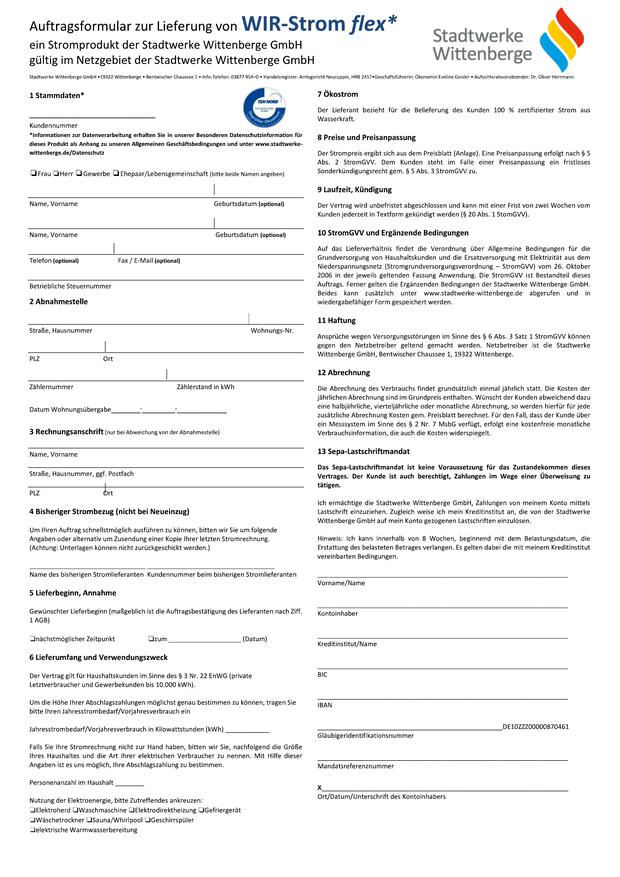 Auftragsformular zur Lieferung von WIR-Strom flex*
ein Stromprodukt der Stadtwerke Wittenberge GmbH
gültig im Netzgebiet der Stadtwerke Wittenberge GmbH
Stadtwerke
Wittenberge
Stadtwerke Wittenberge GmbH •19322 Wittenberge • Bentwischer Chaussee 1 • Info-Telefon: 03877 954-0 • Handelsregister: Amtsgericht Neuruppin, HRB 2457•Geschäftsführerin: Ökonomin Eveline Geisler • Aufsichtsratsvorsitzender: Dr. Oliver Herrmann
1 Stammdaten*
TÜV NORD
Kundennummer
*Informationen zur Datenverarbeitung erhalten Sie in unserer Besonderen Datenschutzinformation für
dieses Produkt als Anhang zu unseren Allgemeinen Geschäftsbedingungen und unter www.stadtwerke-
wittenberge.de/Datenschutz
❏Frau ❏Herr ❏Gewerbe ❏Ehepaar/Lebensgemeinschaft (bitte beide Namen angeben)
Name, Vorname Geburtsdatum (optional)
Name, Vorname Geburtsdatum (optional)
Telefon (optional) Fax / E-Mail (optional)
Betriebliche Steuernummer
2 Abnahmestelle
Straße, Hausnummer Wohnungs-Nr.
PLZ Ort
Zählernummer Zählerstand in kWh
Datum Wohnungsübergabe________-________-______________
3 Rechnungsanschrift (nur bei Abweichung von der Abnahmestelle)
Name, Vorname
Straße, Hausnummer, ggf. Postfach
PLZ Ort
4 Bisheriger Strombezug (nicht bei Neueinzug)
Um Ihren Auftrag schnellstmöglich ausführen zu können, bitten wir Sie um folgende
Angaben oder alternativ um Zusendung einer Kopie Ihrer letzten Stromrechnung.
(Achtung: Unterlagen können nicht zurückgeschickt werden.)
Name des bisherigen Stromlieferanten Kundennummer beim bisherigen Stromlieferanten
5 Lieferbeginn, Annahme
Gewünschter Lieferbeginn (maßgeblich ist die Auftragsbestätigung des Lieferanten nach Ziff.
1 AGB)
❏nächstmöglicher Zeitpunkt ❏zum ____________________ (Datum)
6 Lieferumfang und Verwendungszweck
Der Vertrag gilt für Haushaltskunden im Sinne des § 3 Nr. 22 EnWG (private
Letztverbraucher und Gewerbekunden bis 10.000 kWh).
Um die Höhe Ihrer Abschlagszahlungen möglichst genau bestimmen zu können, tragen Sie
bitte Ihren Jahresstrombedarf/Vorjahresverbrauch ein
Jahresstrombedarf/Vorjahresverbrauch in Kilowattstunden (kWh) ____________
Falls Sie Ihre Stromrechnung nicht zur Hand haben, bitten wir Sie, nachfolgend die Größe
Ihres Haushaltes und die Art Ihrer elektrischen Verbraucher zu nennen. Mit Hilfe dieser
Angaben ist es uns möglich, Ihre Abschlagszahlung zu bestimmen.
Personenanzahl im Haushalt ________
Nutzung der Elektroenergie, bitte Zutreffendes ankreuzen:
❏Elektroherd ❏Waschmaschine ❏Elektrodirektheizung ❏Gefriergerät
❏Wäschetrockner ❏Sauna/Whirlpool ❏Geschirrspüler
❏elektrische Warmwasserbereitung
7 Ökostrom
Der Lieferant bezieht für die Belieferung des Kunden 100 % zertifizierter Strom aus
Wasserkraft.
8 Preise und Preisanpassung
Der Strompreis ergibt sich aus dem Preisblatt (Anlage). Eine Preisanpassung erfolgt nach § 5
Abs. 2 StromGVV. Dem Kunden steht im Falle einer Preisanpassung ein fristloses
Sonderkündigungsrecht gem. § 5 Abs. 3 StromGVV zu.
9 Laufzeit, Kündigung
Der Vertrag wird unbefristet abgeschlossen und kann mit einer Frist von zwei Wochen vom
Kunden jederzeit in Textform gekündigt werden (§ 20 Abs. 1 StomGVV).
10 StromGVV und Ergänzende Bedingungen
Auf das Lieferverhältnis findet die Verordnung über Allgemeine Bedingungen für die
Grundversorgung von Haushaltskunden und die Ersatzversorgung mit Elektrizität aus dem
Niederspannungsnetz (Stromgrundversorgungsverordnung – StromGVV) vom 26. Oktober
2006 in der jeweils geltenden Fassung Anwendung. Die StromGVV ist Bestandteil dieses
Auftrags. Ferner gelten die Ergänzenden Bedingungen der Stadtwerke Wittenberge GmbH.
Beides kann zusätzlich unter www.stadtwerke-wittenberge.de abgerufen und in
wiedergabefähiger Form gespeichert werden.
11 Haftung
Ansprüche wegen Versorgungsstörungen im Sinne des § 6 Abs. 3 Satz 1 StromGVV können
gegen den Netzbetreiber geltend gemacht werden. Netzbetreiber ist die Stadtwerke
Wittenberge GmbH, Bentwischer Chaussee 1, 19322 Wittenberge.
12 Abrechnung
Die Abrechnung des Verbrauchs findet grundsätzlich einmal jährlich statt. Die Kosten der
jährlichen Abrechnung sind im Grundpreis enthalten. Wünscht der Kunden abweichend dazu
eine halbjährliche, vierteljährliche oder monatliche Abrechnung, so werden hierfür für jede
zusätzliche Abrechnung Kosten gem. Preisblatt berechnet. Für den Fall, dass der Kunde über
ein Messsystem im Sinne des § 2 Nr. 7 MsbG verfügt, erfolgt eine kostenfreie monatliche
Verbrauchsinformation, die auch die Kosten widerspiegelt.
13 Sepa-Lastschriftmandat
Das Sepa-Lastschriftmandat ist keine Voraussetzung für das Zustandekommen dieses
Vertrages. Der Kunde ist auch berechtigt, Zahlungen im Wege einer Überweisung zu
tätigen.
Ich ermächtige die Stadtwerke Wittenberge GmbH, Zahlungen von meinem Konto mittels
Lastschrift einzuziehen. Zugleich weise ich mein Kreditinstitut an, die von der Stadtwerke
Wittenberge GmbH auf mein Konto gezogenen Lastschriften einzulösen.
Hinweis: Ich kann innerhalb von 8 Wochen, beginnend mit dem Belastungsdatum, die
Erstattung des belasteten Betrages verlangen. Es gelten dabei die mit meinem Kreditinstitut
vereinbarten Bedingungen.
Vorname/Name
Kontoinhaber
Kreditinstitut/Name
BIC
IBAN
DE10ZZZ00000870461
Gläubigeridentifikationsnummer
Mandatsreferenznummer
X
Ort/Datum/Unterschrift des Kontoinhabers